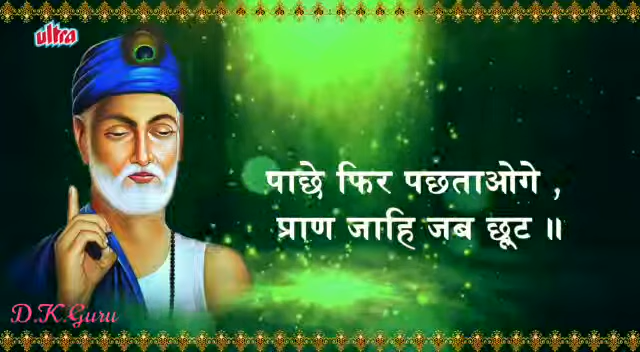 ultra
पाछे फिर पछताओगे ,
प्राण जाहि जब छूट ॥
D.K.Guru